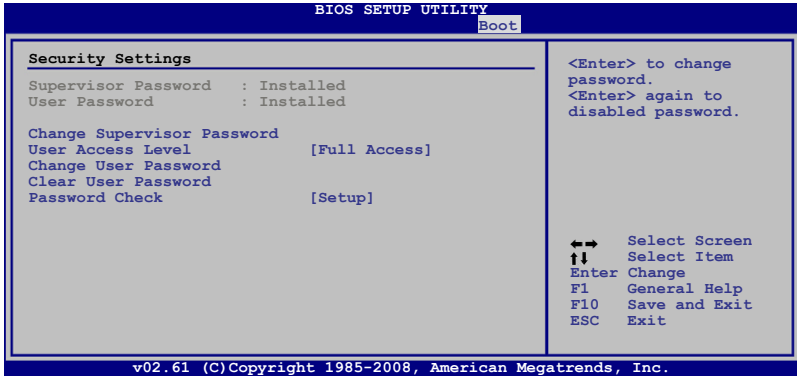 BIOS SETUP UTILITY
Boot
Security Settings
Supervisor Password : Installed
User Password : Installed
Change Supervisor Password
User Access Level [Full Access]
Change User Password
Clear User Password
Password Check [Setup]
<Enter> to change
password.
<Enter> again to
disabled password.
←→ Select Screen
↑↓ Select Item
Enter Change
F1 General Help
F10 Save and Exit
ESC Exit
v02.61 (C)Copyright 1985-2008, American Megatrends, Inc.